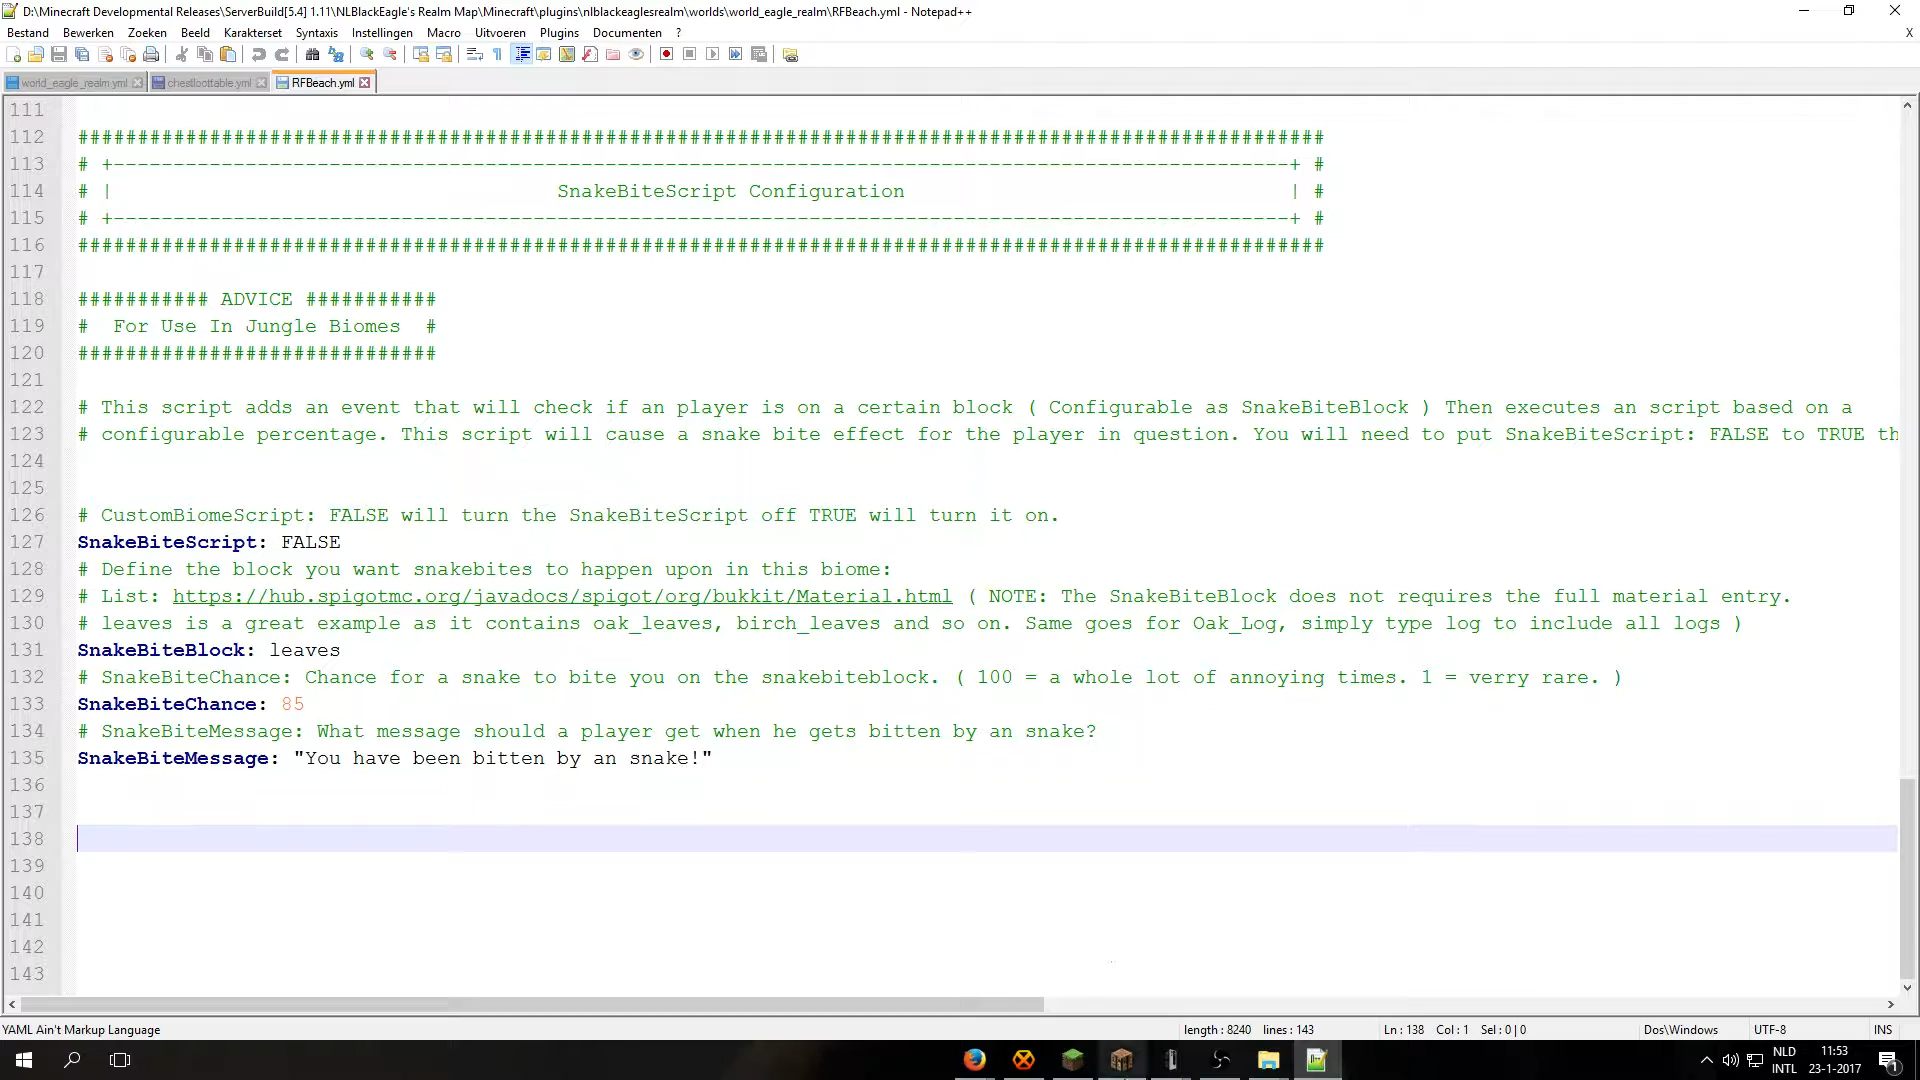 D:\Minecraft Developmental Releases\ServerBuild[5.4] 1.11\NLBlackEagle's Realm Map\Minecraft\plugins\nlblackeaglesrealm\worlds\world_eagle_realm\RFBeach.yml - Notepad++
Bestand Bewerken Zoeken Beeld Karakterset Syntaxis Instellingen Macro Uitvoeren Plugins Documenten ? X
world_eagle_realm.yml chestloottable.yml RFBeach.yml
111
112 ########################################################################################################
113 # +--------------------------------------------------------------------------------------------------+ #
114 # | SnakeBiteScript Configuration | #
115 # +--------------------------------------------------------------------------------------------------+ #
116 ########################################################################################################
117
118 ########### ADVICE ###########
119 # For Use In Jungle Biomes #
120 ##############################
121
122 # This script adds an event that will check if an player is on a certain block ( Configurable as SnakeBiteBlock ) Then executes an script based on a
123 # configurable percentage. This script will cause a snake bite effect for the player in question. You will need to put SnakeBiteScript: FALSE to TRUE th
124
125
126 # CustomBiomeScript: FALSE will turn the SnakeBiteScript off TRUE will turn it on.
127 SnakeBiteScript: FALSE
128 # Define the block you want snakebites to happen upon in this biome:
129 # List: https://hub.spigotmc.org/javadocs/spigot/org/bukkit/Material.html ( NOTE: The SnakeBiteBlock does not requires the full material entry.
130 # leaves is a great example as it contains oak_leaves, birch_leaves and so on. Same goes for Oak_Log, simply type log to include all logs )
131 SnakeBiteBlock: leaves
132 # SnakeBiteChance: Chance for a snake to bite you on the snakebiteblock. ( 100 = a whole lot of annoying times. 1 = verry rare. )
133 SnakeBiteChance: 85
134 # SnakeBiteMessage: What message should a player get when he gets bitten by an snake?
135 SnakeBiteMessage: "You have been bitten by an snake!"
136
137
138
139
140
141
142
143
YAML Ain't Markup Language length : 8240 lines : 143 Ln : 138 Col : 1 Sel : 0 | 0 Dos\Windows UTF-8 INS
NLD 11:53
INTL 23-1-2017 1